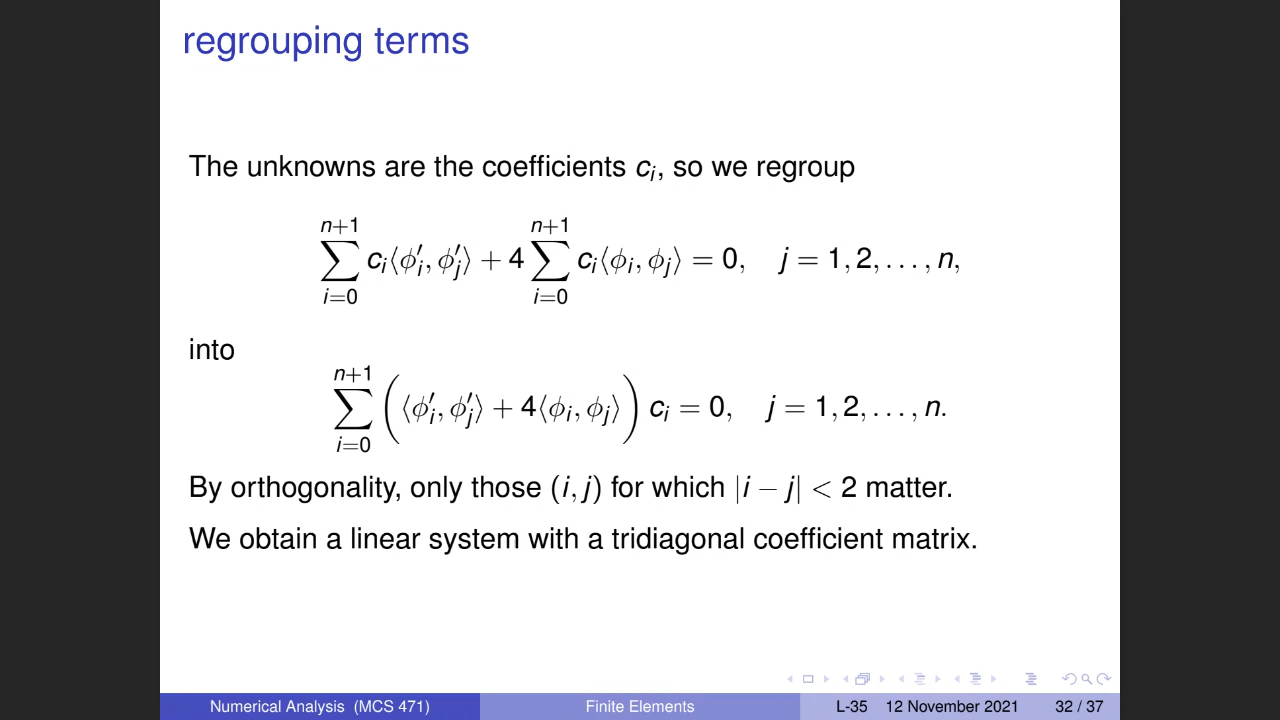 regrouping terms
The unknowns are the coefficients c_i, so we regroup
\sum_{i=0}^{n+1} c_i⟨ϕ′_i, ϕ′_j⟩ + 4 \sum_{i=0}^{n+1} c_i⟨ϕ_i, ϕ_j⟩ = 0, j = 1, 2, . . . , n,
into
\sum_{i=0}^{n+1} (⟨ϕ′_i, ϕ′_j⟩ + 4⟨ϕ_i, ϕ_j⟩) c_i = 0, j = 1, 2, . . . , n.
By orthogonality, only those (i, j) for which |i − j| < 2 matter.
We obtain a linear system with a tridiagonal coefficient matrix.
Numerical Analysis (MCS 471) Finite Elements L-35 12 November 2021 32 / 37